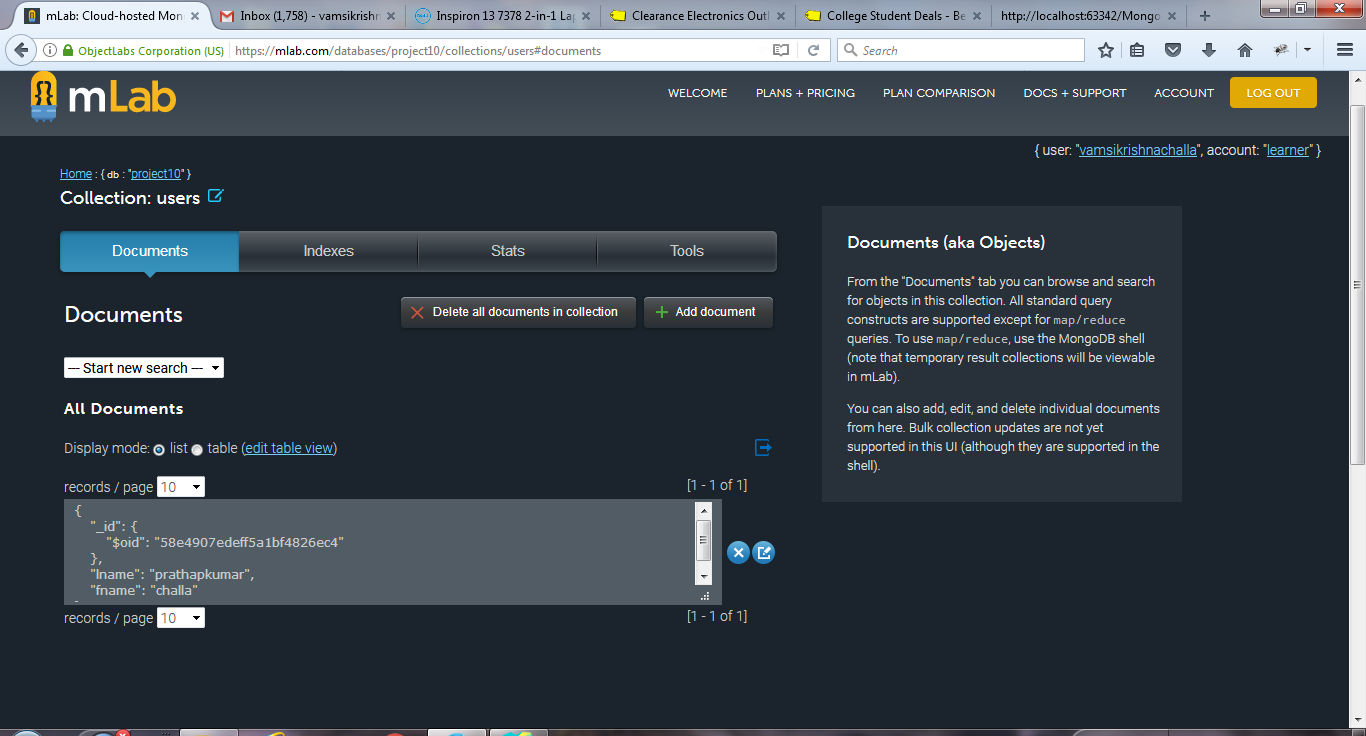 mLab: Cloud-hosted Mon
Inbox (1,758) - vamsikrishn
Inspiron 13 7378 2-in-1 Lap
Clearance Electronics Outl
College Student Deals - Be
http://localhost:63342/Mongo
ObjectLabs Corporation (US)
https://mlab.com/databases/project10/collections/users#documents
Search
mLab
WELCOME
PLANS + PRICING
PLAN COMPARISON
DOCS + SUPPORT
ACCOUNT
LOG OUT
{ user: "vamsikrishnachalla", account: "learner" }
Home : { db : "project10" }
Collection: users
Documents
Indexes
Stats
Tools
Documents
Delete all documents in collection
Add document
--- Start new search ---
All Documents
Display mode: list table (edit table view)
records / page 10
[1 - 1 of 1]
{
"_id": {
"$oid": "58e4907edeff5a1bf4826ec4"
},
"lname": "prathapkumar",
"fname": "challa"
records / page 10
[1 - 1 of 1]
Documents (aka Objects)
From the "Documents" tab you can browse and search
for objects in this collection. All standard query
constructs are supported except for map/reduce
queries. To use map/reduce, use the MongoDB shell
(note that temporary result collections will be viewable
in mLab).
You can also add, edit, and delete individual documents
from here. Bulk collection updates are not yet
supported in this UI (although they are supported in the
shell).